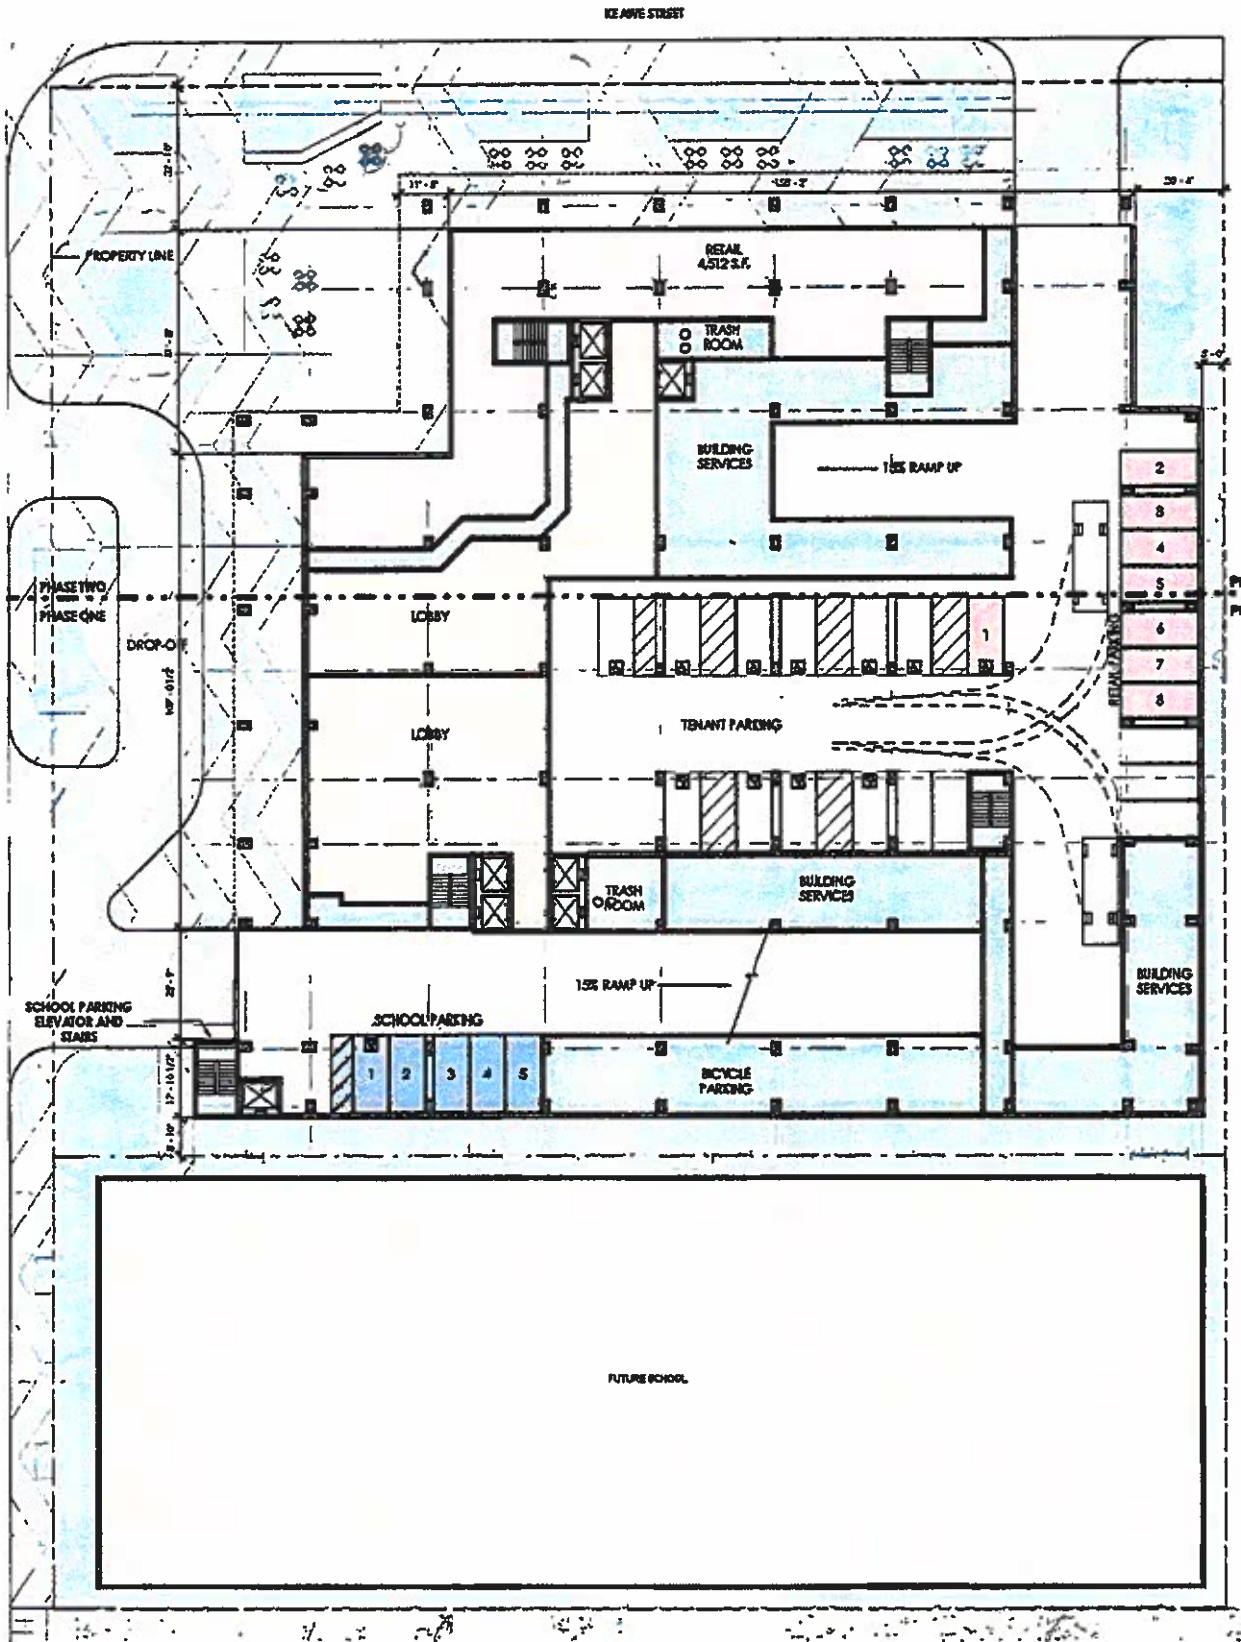 KEAWE STREET
PROPERTY LINE
RETAIL
4,512 S.F.
TRASH
ROOM
BUILDING
SERVICES
15% RAMP UP
2
3
4
5
PHASE TWO
PHASE ONE
LOBBY
1
6
7
8
RETAIL PARKING
DROP-OFF
LOBBY
TENANT PARKING
TRASH
ROOM
BUILDING
SERVICES
BUILDING
SERVICES
15% RAMP UP
SCHOOL PARKING
ELEVATOR AND
STAIRS
SCHOOL PARKING
1
2
3
4
5
BICYCLE
PARKING
FUTURE SCHOOL